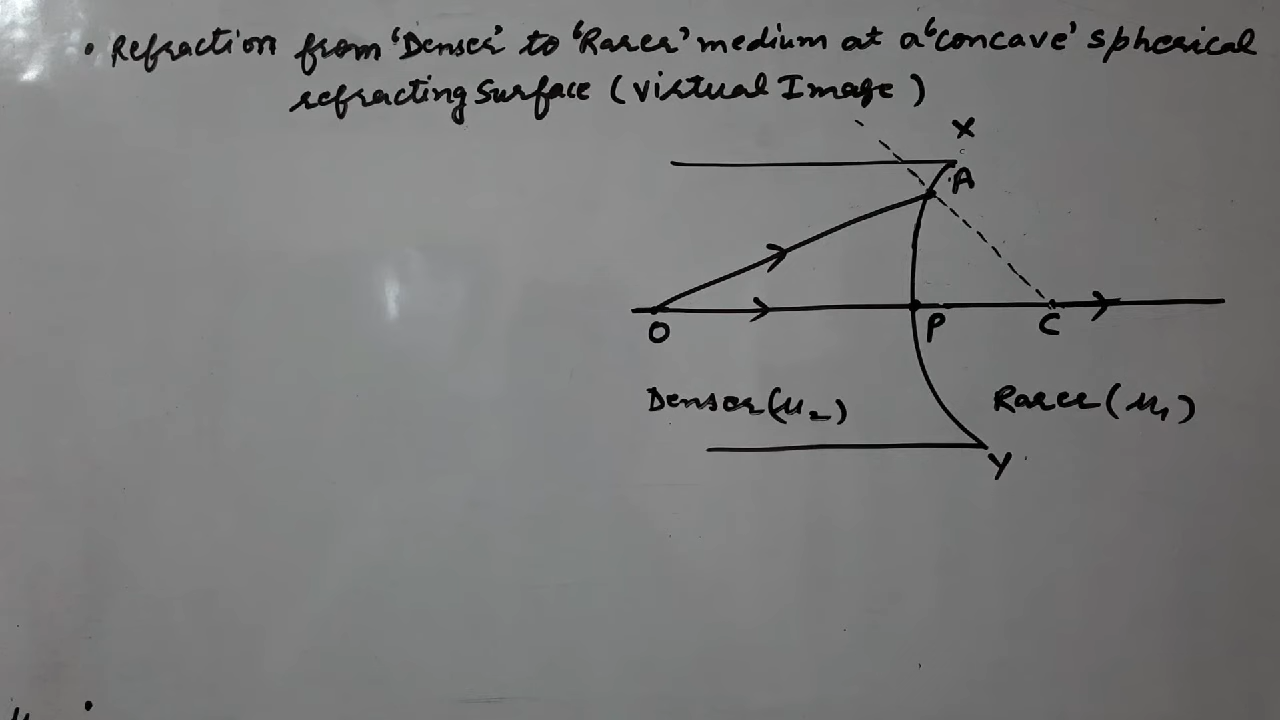 • Refraction from 'Denser' to 'Rarer' medium at a 'concave' spherical
refracting surface (virtual Image)
X
A
O
P
C
Denser (μ₂)
Rarer (μ₁)
Y